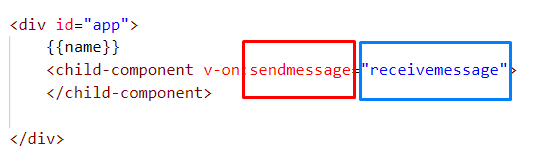 <div id="app">
{{name}}
<child-component v-on:sendmessage="receivemessage">
</child-component>
</div>